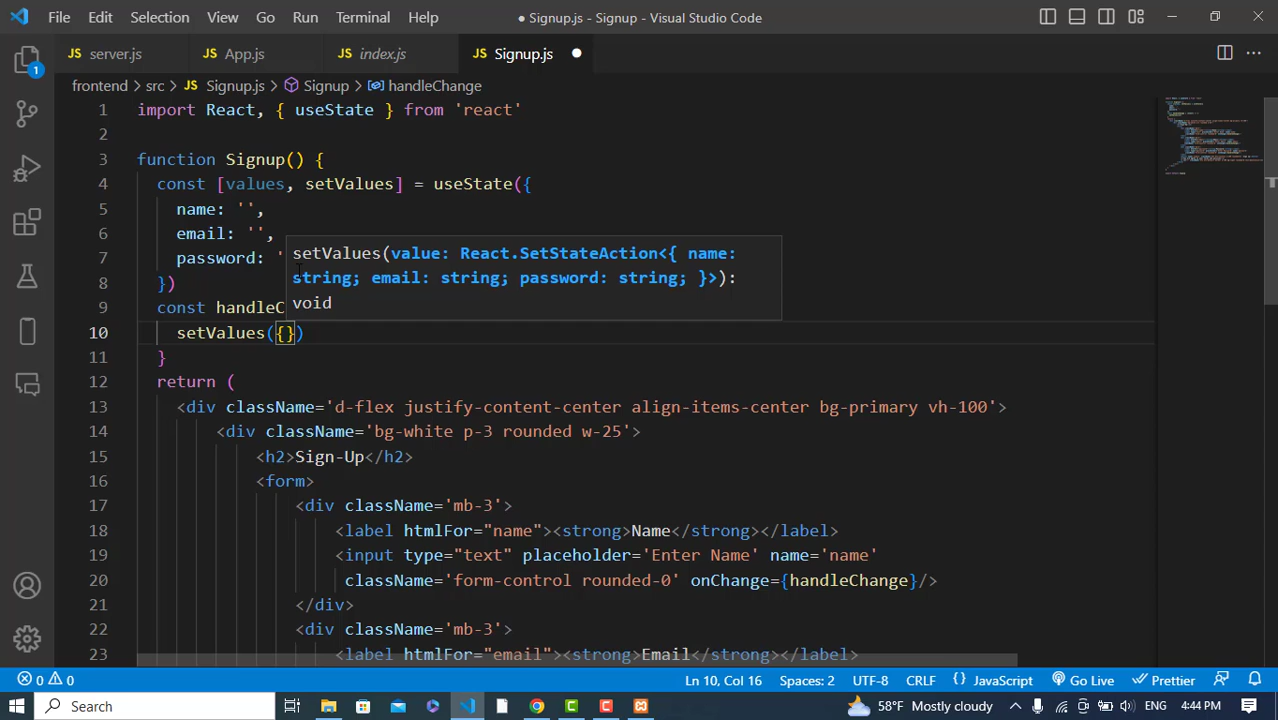 File Edit Selection View Go Run Terminal Help ● Signup.js - Signup - Visual Studio Code
JS server.js JS App.js JS index.js JS Signup.js ●
frontend > src > JS Signup.js > Signup > handleChange
1 import React, { useState } from 'react'
2
3 function Signup() {
4 const [values, setValues] = useState({
5 name: '',
6 email: '',
7 password: '
8 })
9 const handleC
10 setValues({})
11 }
12 return (
13 <div className='d-flex justify-content-center align-items-center bg-primary vh-100'>
14 <div className='bg-white p-3 rounded w-25'>
15 <h2>Sign-Up</h2>
16 <form>
17 <div className='mb-3'>
18 <label htmlFor="name"><strong>Name</strong></label>
19 <input type="text" placeholder='Enter Name' name='name'
20 className='form-control rounded-0' onChange={handleChange}/>
21 </div>
22 <div className='mb-3'>
23 <label htmlFor="email"><strong>Email</strong></label>
setValues(value: React.SetStateAction<{ name:
string; email: string; password: string; }>):
void
1
0 0 Ln 10, Col 16 Spaces: 2 UTF-8 CRLF {} JavaScript Go Live Prettier
Search 58°F Mostly cloudy ENG 4:44 PM